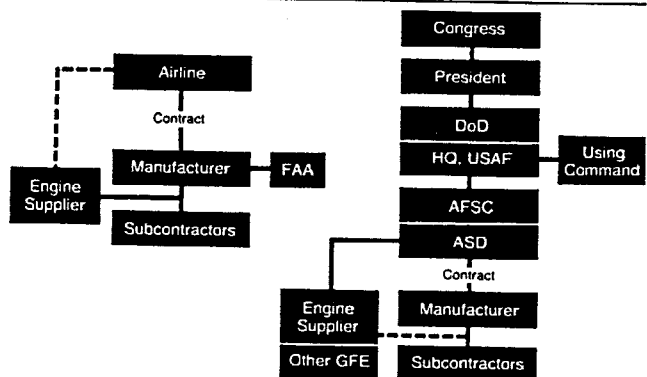 Airline
Contract
Manufacturer
FAA
Engine
Supplier
Subcontractors
Congress
President
DoD
HQ. USAF
Using
Command
AFSC
ASD
Contract
Engine
Supplier
Manufacturer
Other GFE
Subcontractors